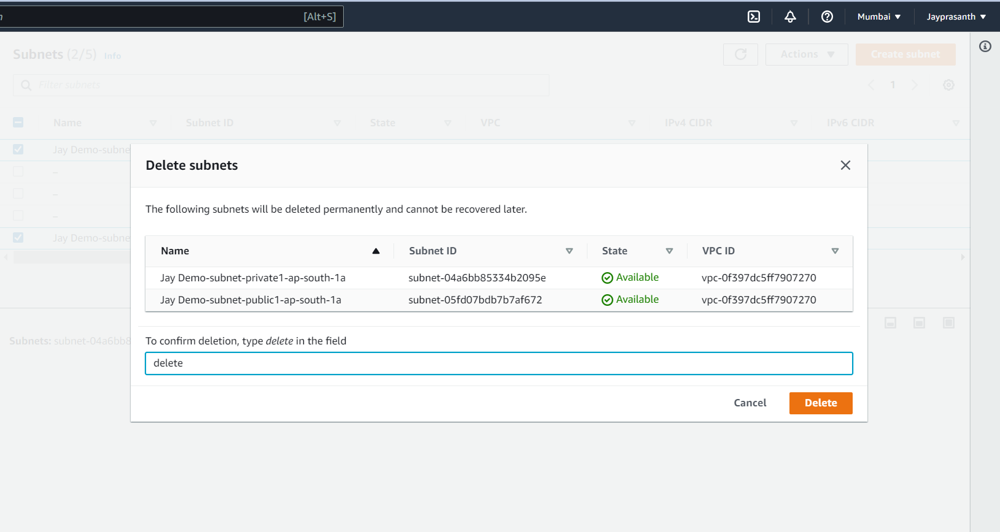 [Alt+S] Mumbai Jayprasanth
Subnets (2/5) Info Actions Create subnet
Filter subnets 1
Name Subnet ID State VPC IPv4 CIDR IPv6 CIDR
Jay Demo-subne
–
–
–
Jay Demo-subne
Delete subnets
The following subnets will be deleted permanently and cannot be recovered later.
Name Subnet ID State VPC ID
Jay Demo-subnet-private1-ap-south-1a subnet-04a6bb85334b2095e Available vpc-0f397dc5ff7907270
Jay Demo-subnet-public1-ap-south-1a subnet-05fd07bdb7b7af672 Available vpc-0f397dc5ff7907270
Subnets: subnet-04a6bb8
To confirm deletion, type delete in the field
delete
Cancel Delete